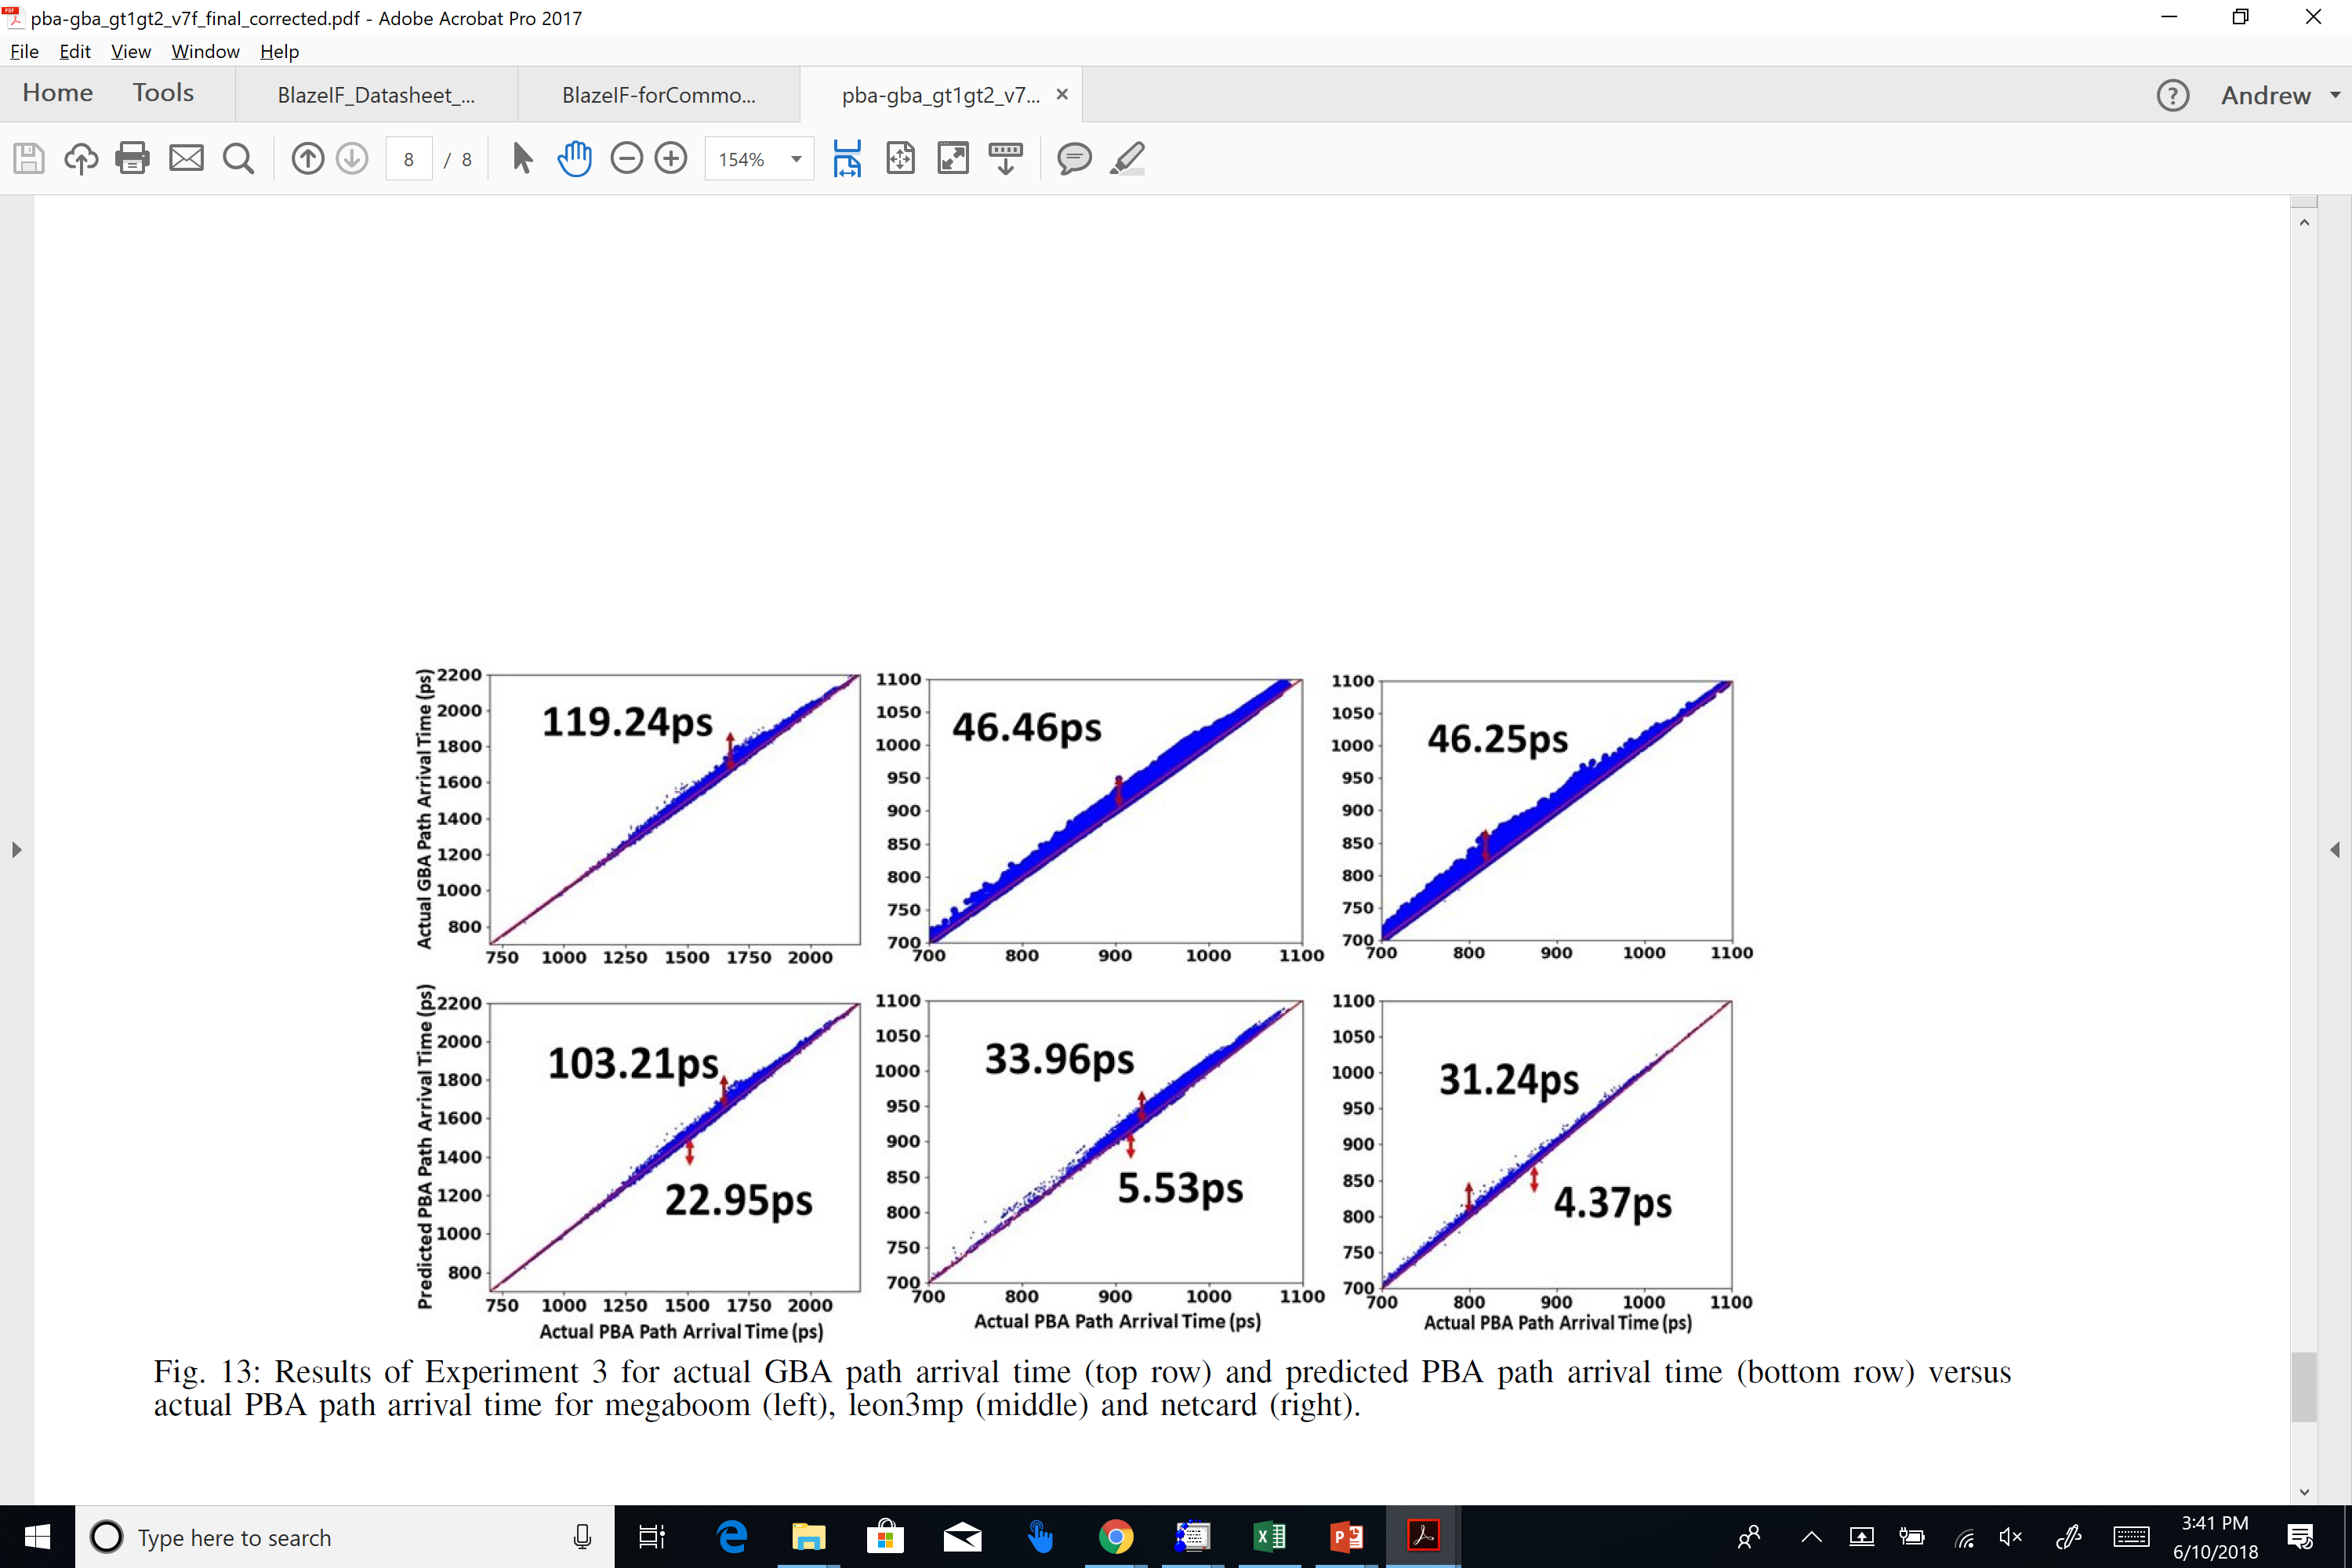 pba-gba_gt1gt2_v7f_final_corrected.pdf - Adobe Acrobat Pro 2017
File Edit View Window Help
Home Tools BlazeIF_Datasheet_... BlazeIF-forCommo... pba-gba_gt1gt2_v7... × ? Andrew
8 / 8 154%
Actual GBA Path Arrival Time (ps)
2200
2000
1800
1600
1400
1200
1000
800
119.24ps
750 1000 1250 1500 1750 2000
1100
1050
1000
950
900
850
800
750
700
46.46ps
700 800 900 1000 1100
1100
1050
1000
950
900
850
800
750
700
46.25ps
700 800 900 1000 1100
Predicted PBA Path Arrival Time (ps)
2200
2000
1800
1600
1400
1200
1000
800
103.21ps
22.95ps
750 1000 1250 1500 1750 2000
Actual PBA Path Arrival Time (ps)
1100
1050
1000
950
900
850
800
750
700
33.96ps
5.53ps
700 800 900 1000 1100
Actual PBA Path Arrival Time (ps)
1100
1050
1000
950
900
850
800
750
700
31.24ps
4.37ps
700 800 900 1000 1100
Actual PBA Path Arrival Time (ps)
Fig. 13: Results of Experiment 3 for actual GBA path arrival time (top row) and predicted PBA path arrival time (bottom row) versus
actual PBA path arrival time for megaboom (left), leon3mp (middle) and netcard (right).
Type here to search
3:41 PM
6/10/2018